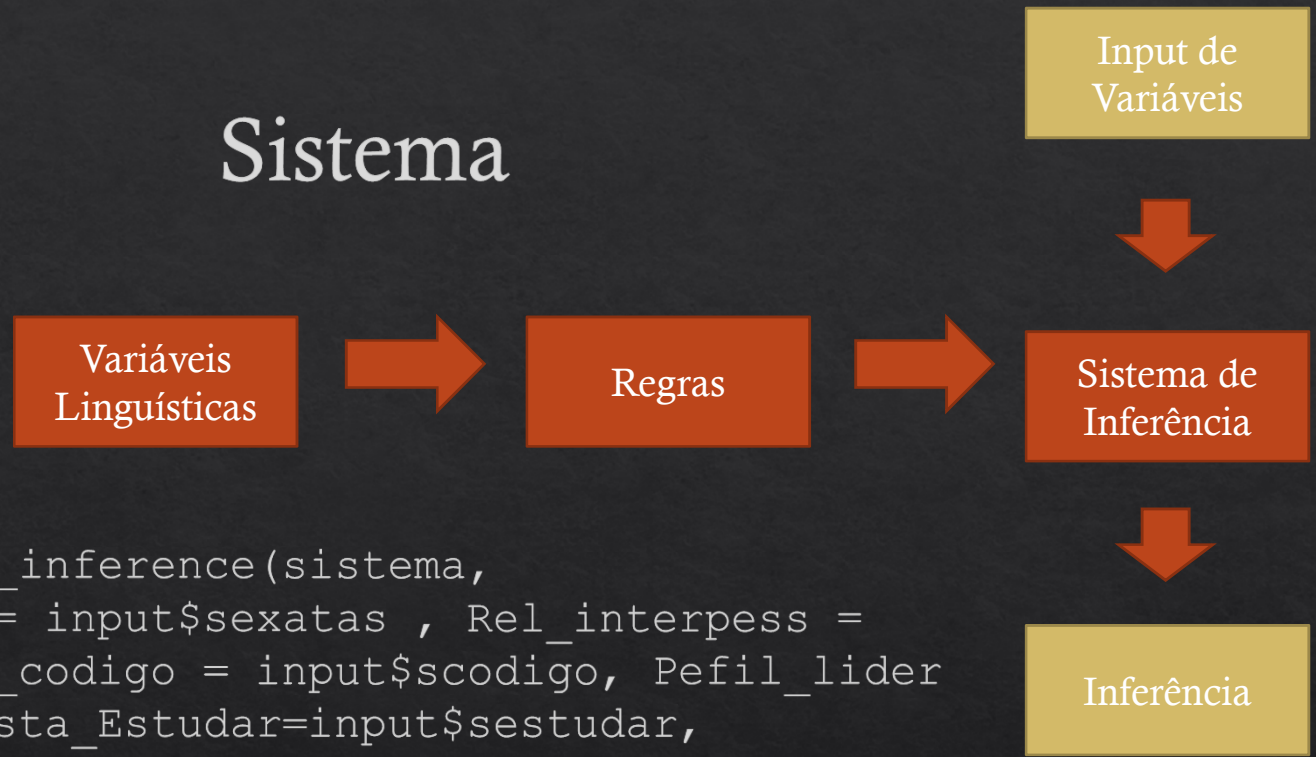 Sistema
Input de
Variáveis
Variáveis
Linguísticas
Regras
Sistema de
Inferência
_inference(sistema,
= input$sexatas , Rel_interpess =
_codigo = input$scodigo, Pefil_lider
sta_Estudar=input$sestudar,
Inferência